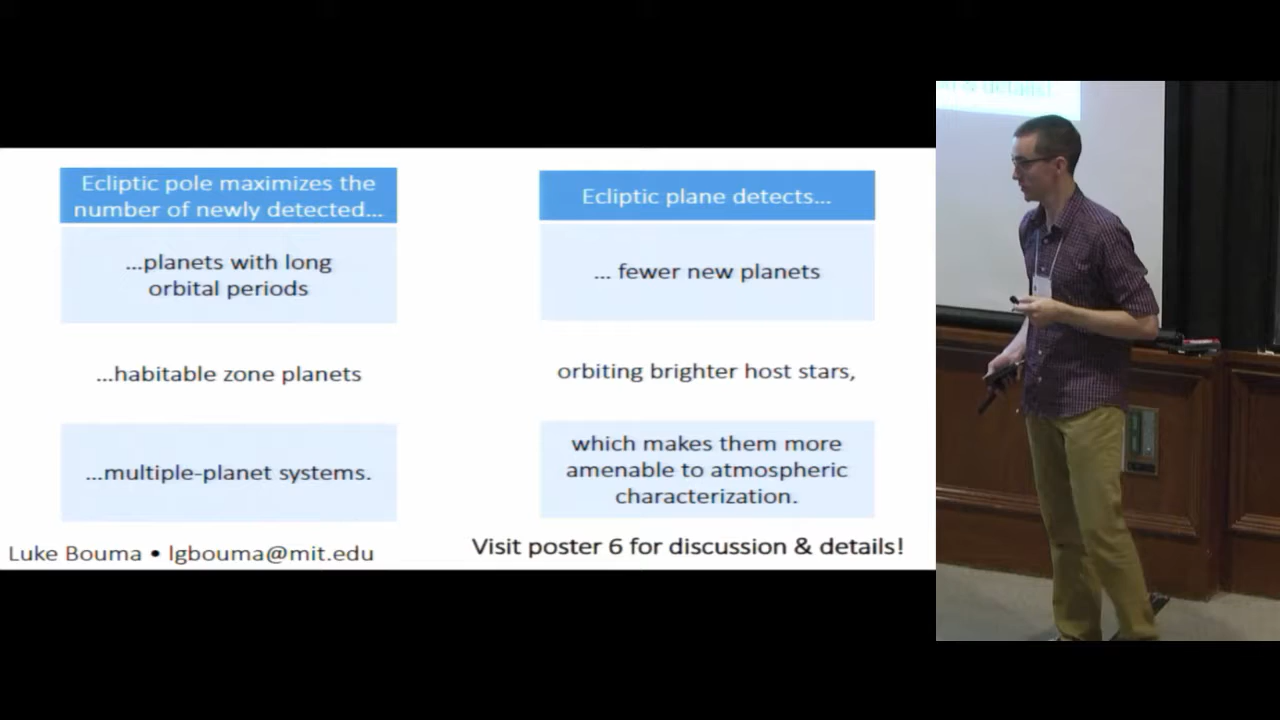 Ecliptic pole maximizes the
number of newly detected...
...planets with long
orbital periods
...habitable zone planets
...multiple-planet systems.
Ecliptic plane detects...
... fewer new planets
orbiting brighter host stars,
which makes them more
amenable to atmospheric
characterization.
Luke Bouma • lgbouma@mit.edu
Visit poster 6 for discussion & details!
& details!